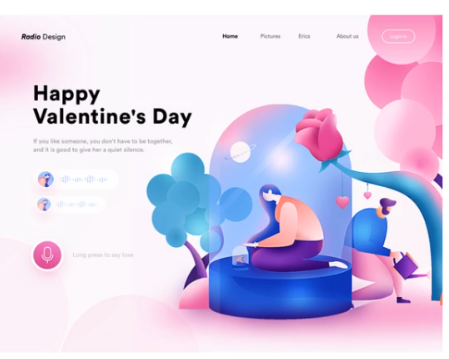 Radio Design
Home Pictures Erics About us Login in
Happy
Valentine's Day
If you like someone, you don't have to be together,
and it is good to give her a quiet silence.
Long press to say love